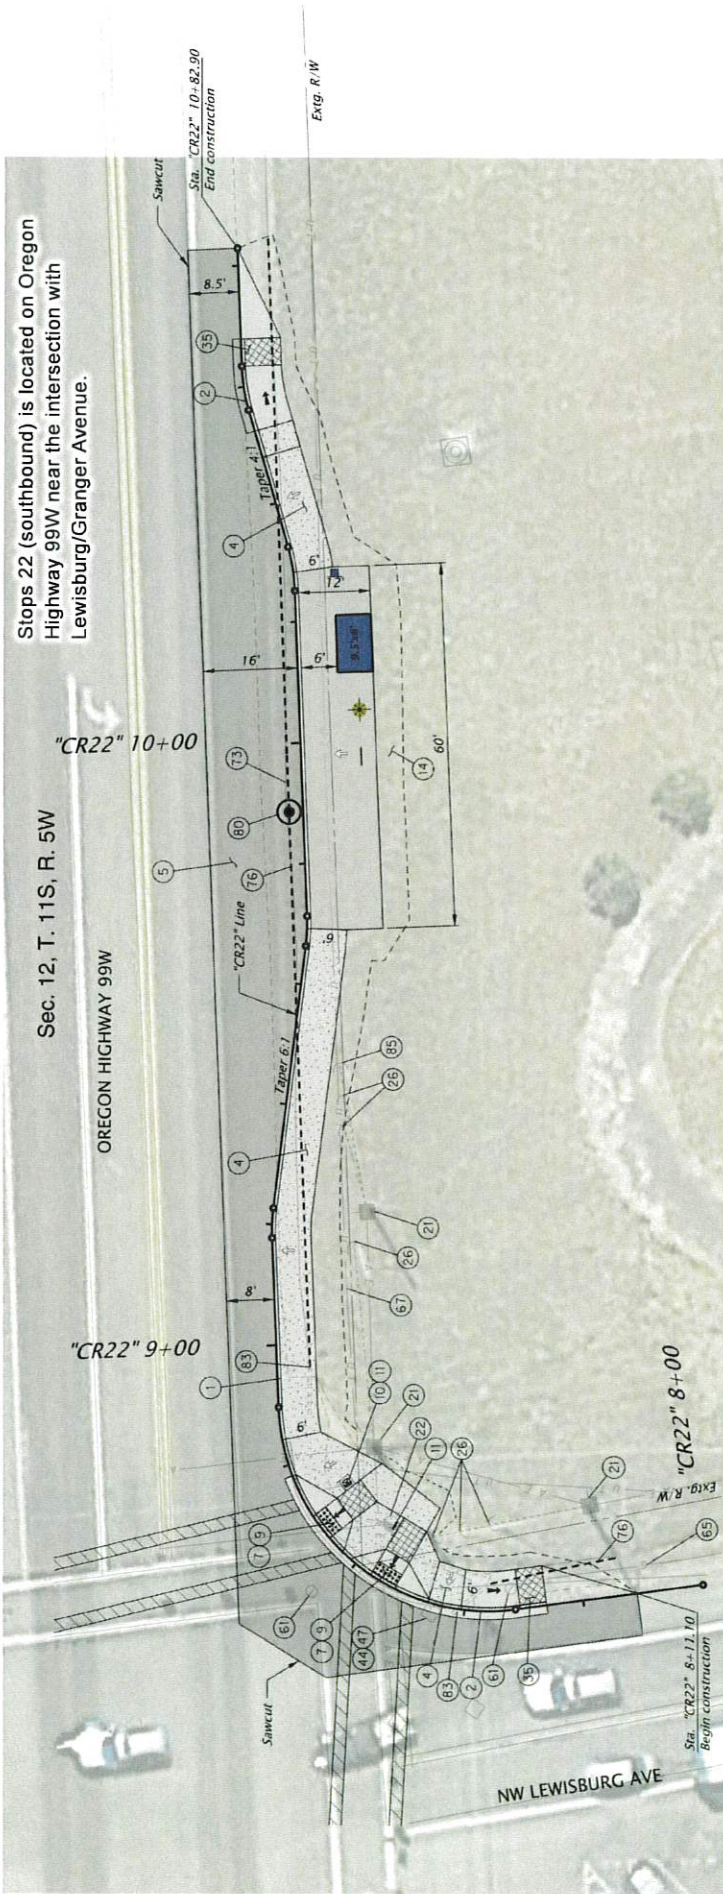 Stops 22 (southbound) is located on Oregon
Highway 99W near the intersection with
Lewisburg/Granger Avenue.
Sec. 12, T. 11S, R. 5W
OREGON HIGHWAY 99W
Sawcut
Sta. "CR22" 10+82.90
End construction
Extg. R/W
8.5'
35
2
Taper 4:1
4
6'
12'
16'
6'
"CR22" 10+00
73
80
5
76
14
60'
"CR22" Line
6'
Taper 6:1
85
26
4
21
26
67
8'
"CR22" 9+00
83
1
6'
10
11
21
22
11
26
"CR22" 8+00
21
Extg. R/W
76
65
7
9
61
7
9
44
47
4
83
2
61
35
6'
Sawcut
Sta. "CR22" 8+11.10
Begin construction
NW LEWISBURG AVE